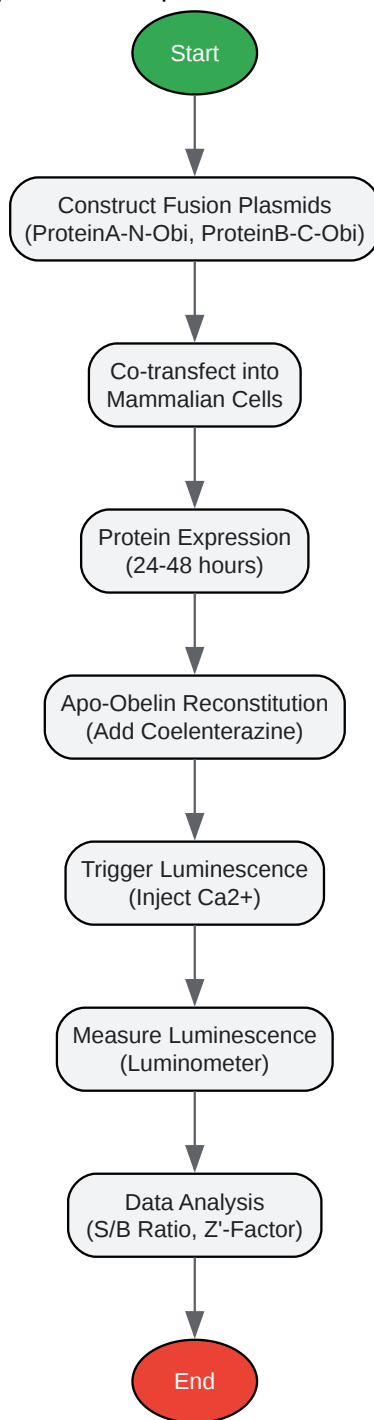 Start
Construct Fusion Plasmids
(ProteinA-N-Obi, ProteinB-C-Obi)
Co-transfect into
Mammalian Cells
Protein Expression
(24-48 hours)
Apo-Obelin Reconstitution
(Add Coelenterazine)
Trigger Luminescence
(Inject Ca2+)
Measure Luminescence
(Luminometer)
Data Analysis
(S/B Ratio, Z'-Factor)
End